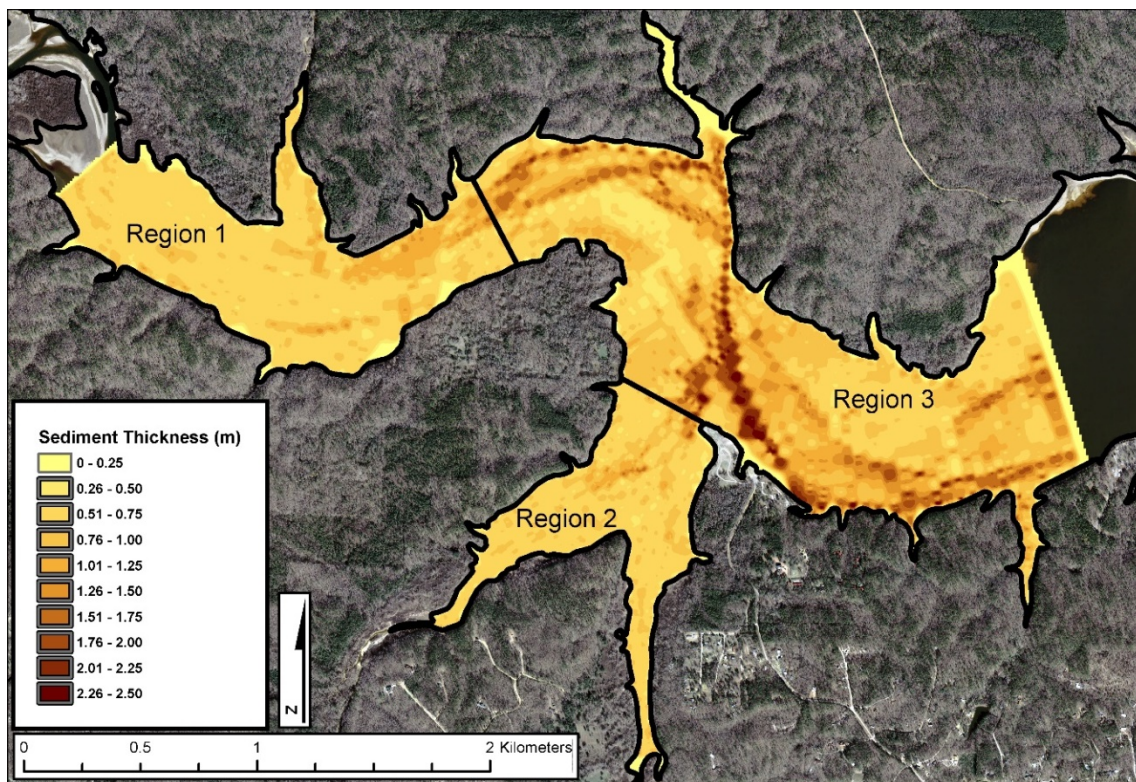 Region 1
Region 3
Region 2
Sediment Thickness (m)
0 - 0.25
0.26 - 0.50
0.51 - 0.75
0.76 - 1.00
1.01 - 1.25
1.26 - 1.50
1.51 - 1.75
1.76 - 2.00
2.01 - 2.25
2.26 - 2.50
N
0 0.5 1 2 Kilometers